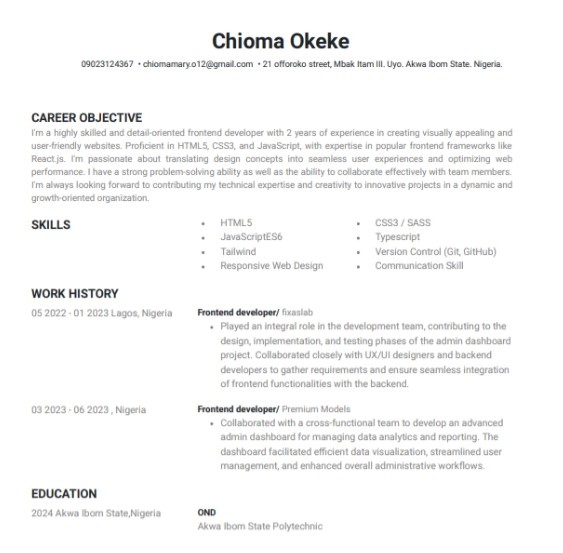 Chioma Okeke
09023124367 • chiomamary.o12@gmail.com • 21 offoroko street, Mbak Itam III. Uyo. Akwa Ibom State. Nigeria.
CAREER OBJECTIVE
I'm a highly skilled and detail-oriented frontend developer with 2 years of experience in creating visually appealing and
user-friendly websites. Proficient in HTML5, CSS3, and JavaScript, with expertise in popular frontend frameworks like
React.js. I'm passionate about translating design concepts into seamless user experiences and optimizing web
performance. I have a strong problem-solving ability as well as the ability to collaborate effectively with team members.
I'm always looking forward to contributing my technical expertise and creativity to innovative projects in a dynamic and
growth-oriented organization.
SKILLS
• HTML5
• JavaScriptES6
• Tailwind
• Responsive Web Design
• CSS3 / SASS
• Typescript
• Version Control (Git, GitHub)
• Communication Skill
WORK HISTORY
05 2022 - 01 2023 Lagos, Nigeria
Frontend developer/ fixaslab
• Played an integral role in the development team, contributing to the
design, implementation, and testing phases of the admin dashboard
project. Collaborated closely with UX/UI designers and backend
developers to gather requirements and ensure seamless integration
of frontend functionalities with the backend.
03 2023 - 06 2023 , Nigeria
Frontend developer/ Premium Models
• Collaborated with a cross-functional team to develop an advanced
admin dashboard for managing data analytics and reporting. The
dashboard facilitated efficient data visualization, streamlined user
management, and enhanced overall administrative workflows.
EDUCATION
2024 Akwa Ibom State,Nigeria
OND
Akwa Ibom State Polytechnic